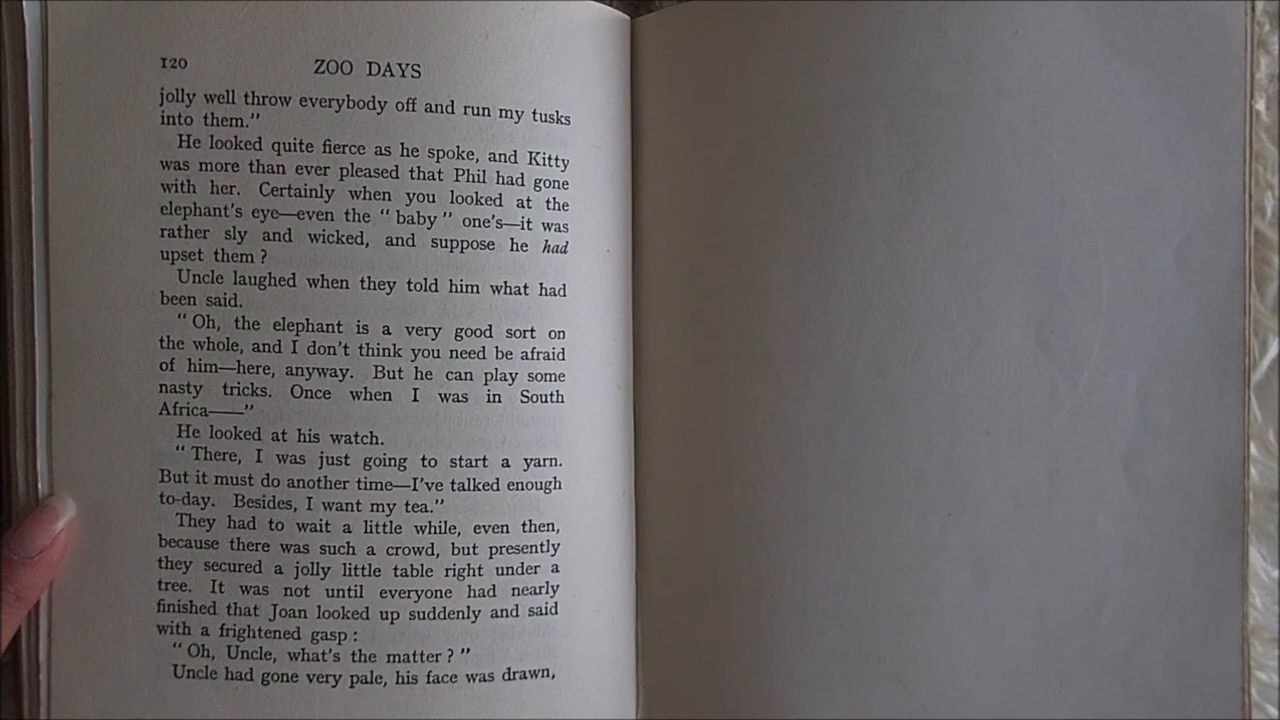 120 ZOO DAYS
jolly well throw everybody off and run my tusks
into them."
He looked quite fierce as he spoke, and Kitty
was more than ever pleased that Phil had gone
with her. Certainly when you looked at the
elephant's eye—even the " baby " one's—it was
rather sly and wicked, and suppose he had
upset them ?
Uncle laughed when they told him what had
been said.
" Oh, the elephant is a very good sort on
the whole, and I don't think you need be afraid
of him—here, anyway. But he can play some
nasty tricks. Once when I was in South
Africa——"
He looked at his watch.
" There, I was just going to start a yarn.
But it must do another time—I've talked enough
to-day. Besides, I want my tea."
They had to wait a little while, even then,
because there was such a crowd, but presently
they secured a jolly little table right under a
tree. It was not until everyone had nearly
finished that Joan looked up suddenly and said
with a frightened gasp :
" Oh, Uncle, what's the matter ? "
Uncle had gone very pale, his face was drawn,